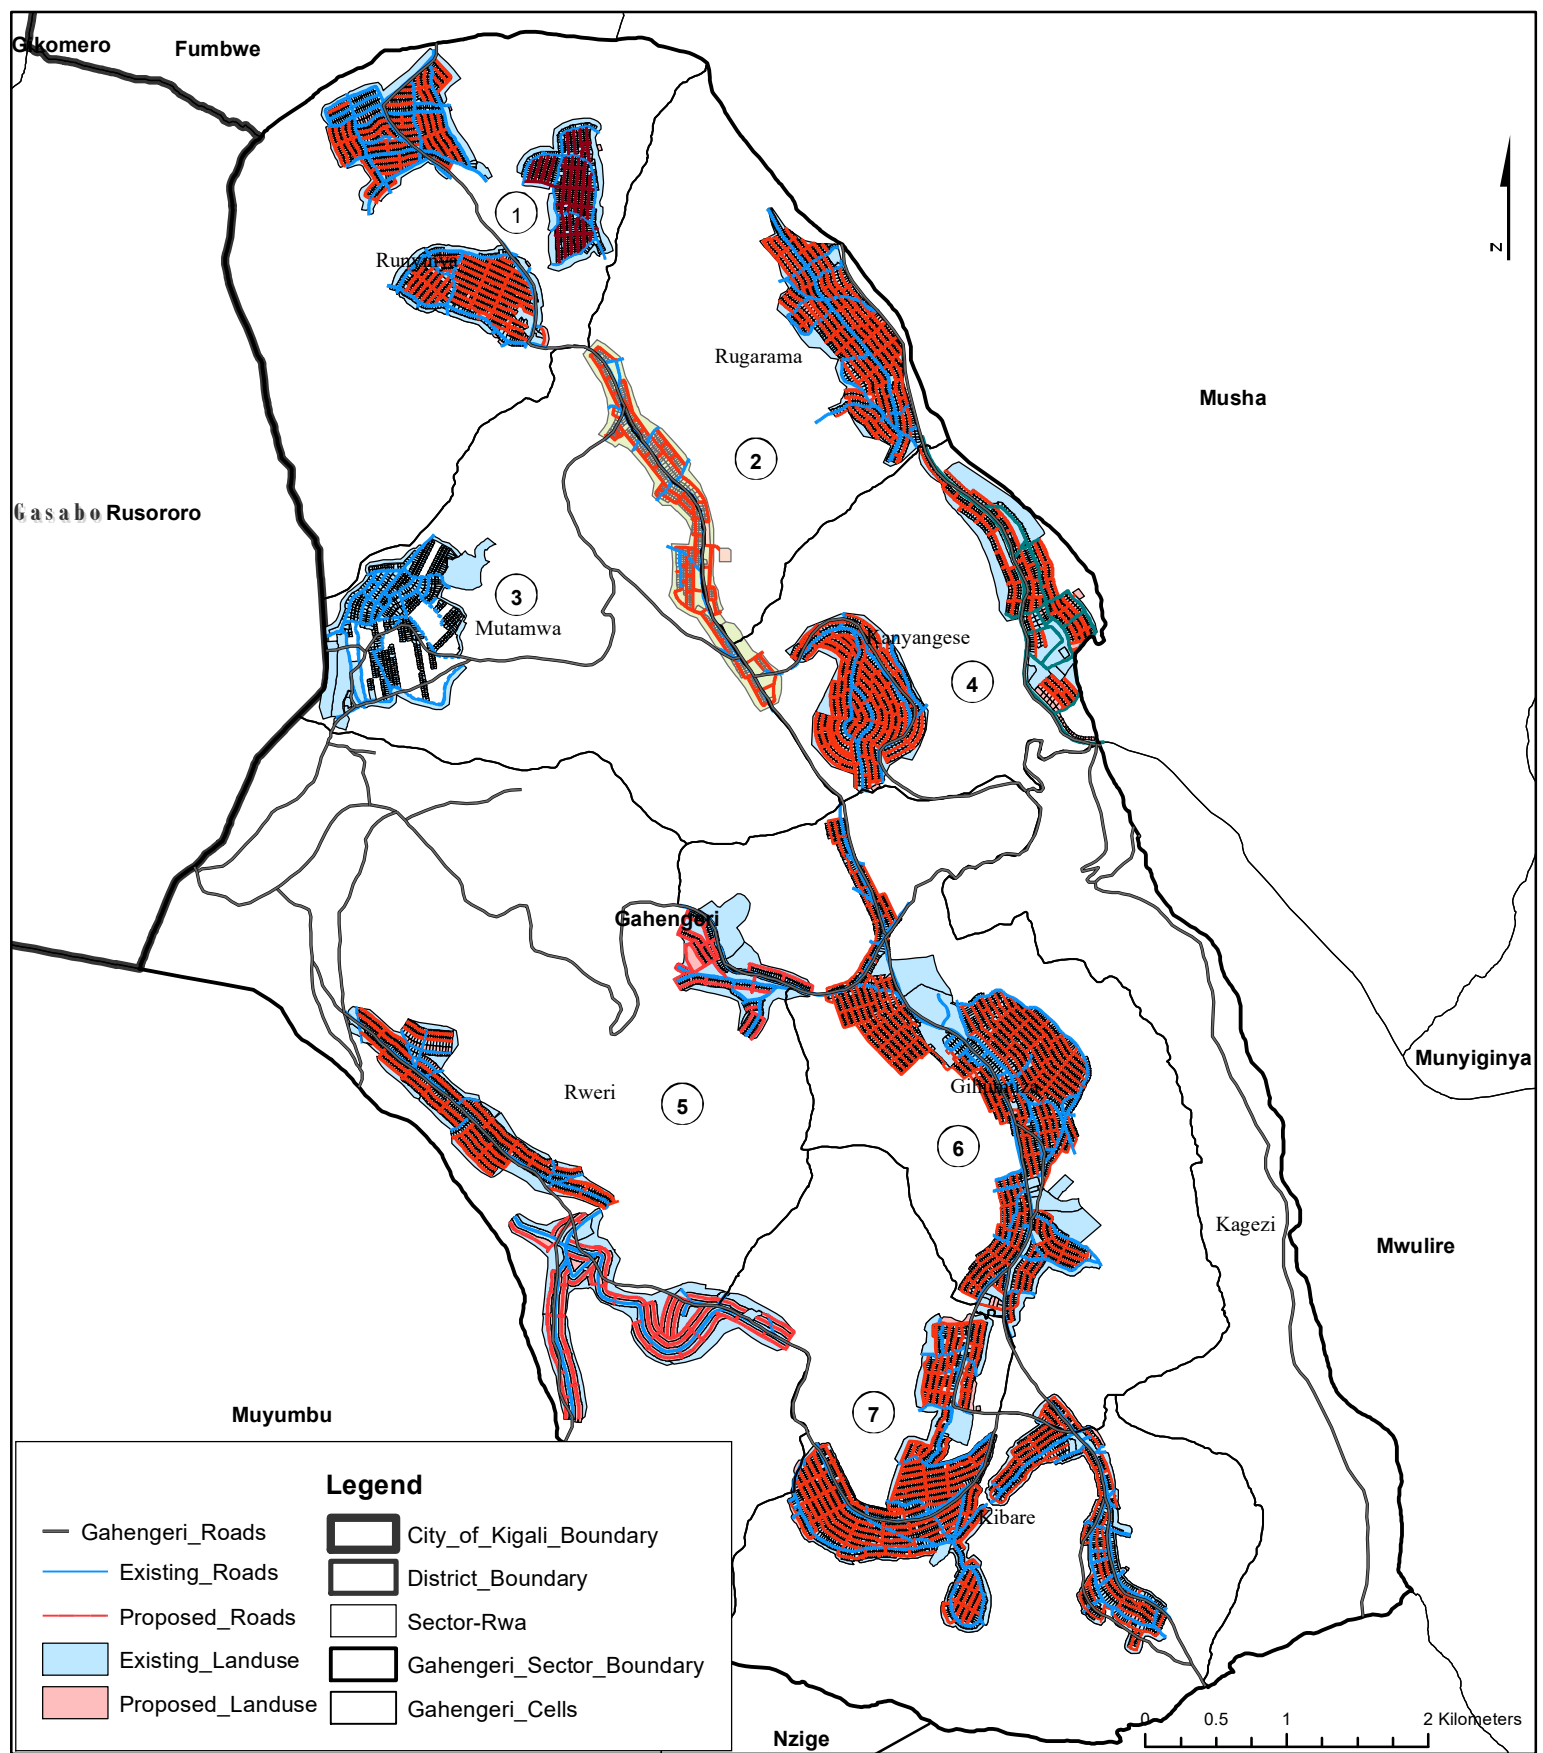 Gikomero
Fumbwe
1
Runyinya
Z
Rugarama
Musha
2
Gasabo Rusororo
3
Mutamwa
Kanyangese
4
Gahengeri
Munyiginya
Rweri
5
6
Kagezi
Mwulire
Muyumbu
7
Kibare
Legend
Gahengeri_Roads
Existing_Roads
Proposed_Roads
Existing_Landuse
Proposed_Landuse
City_of_Kigali_Boundary
District_Boundary
Sector-Rwa
Gahengeri_Sector_Boundary
Gahengeri_Cells
Nzige
0 0.5 1 2 Kilometers